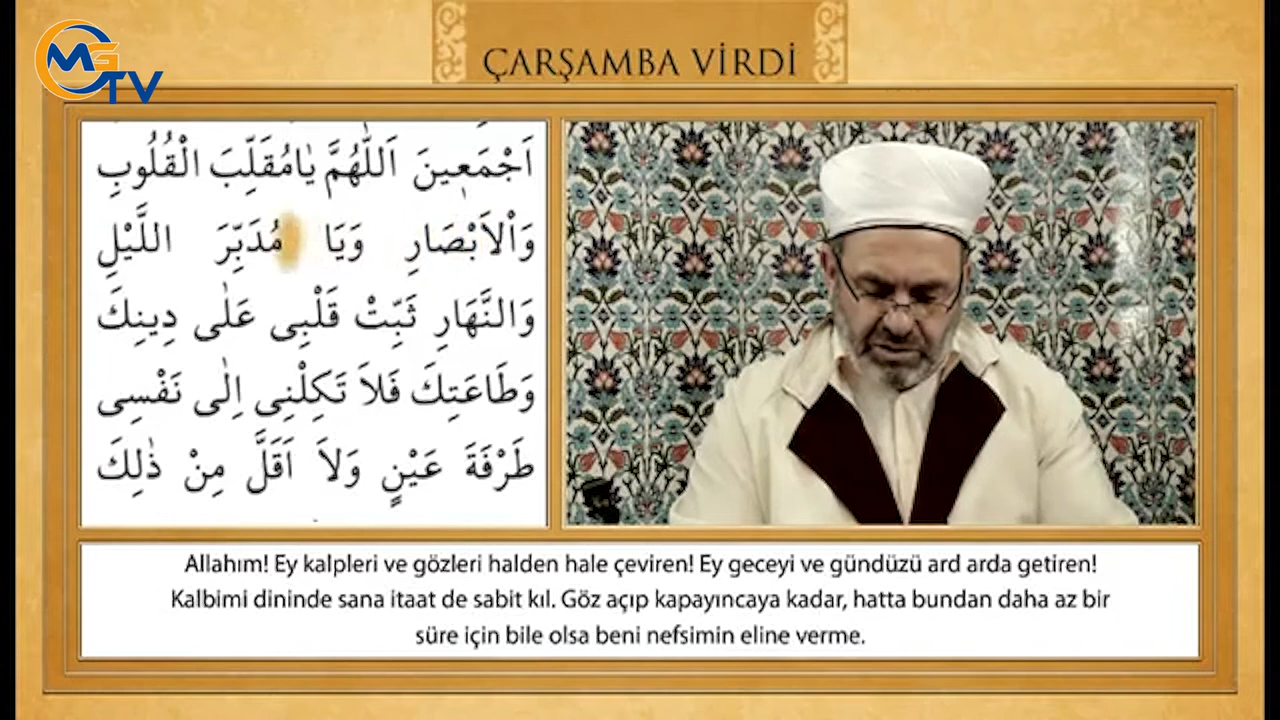 MG TV
ÇARŞAMBA VİRDİ
اَجْمَع۪ينَ اَللّٰهُمَّ يَامُقَلِّبَ الْقُلُوبِ
وَاْلاَبْصَارِ وَيَا مُدَبِّرَ اللَّيْلِ
وَالنَّهَارِ ثَبِّتْ قَلْبِى عَلٰى دِينِكَ
وَطَاعَتِكَ فَلاَ تَكِلْنِى اِلٰى نَفْسِى
طَرْفَةَ عَيْنٍ وَلاَ اَقَلَّ مِنْ ذٰلِكَ
Allahım! Ey kalpleri ve gözleri halden hale çeviren! Ey geceyi ve gündüzü ard arda getiren!
Kalbimi dininde sana itaat de sabit kıl. Göz açıp kapayıncaya kadar, hatta bundan daha az bir
süre için bile olsa beni nefsimin eline verme.